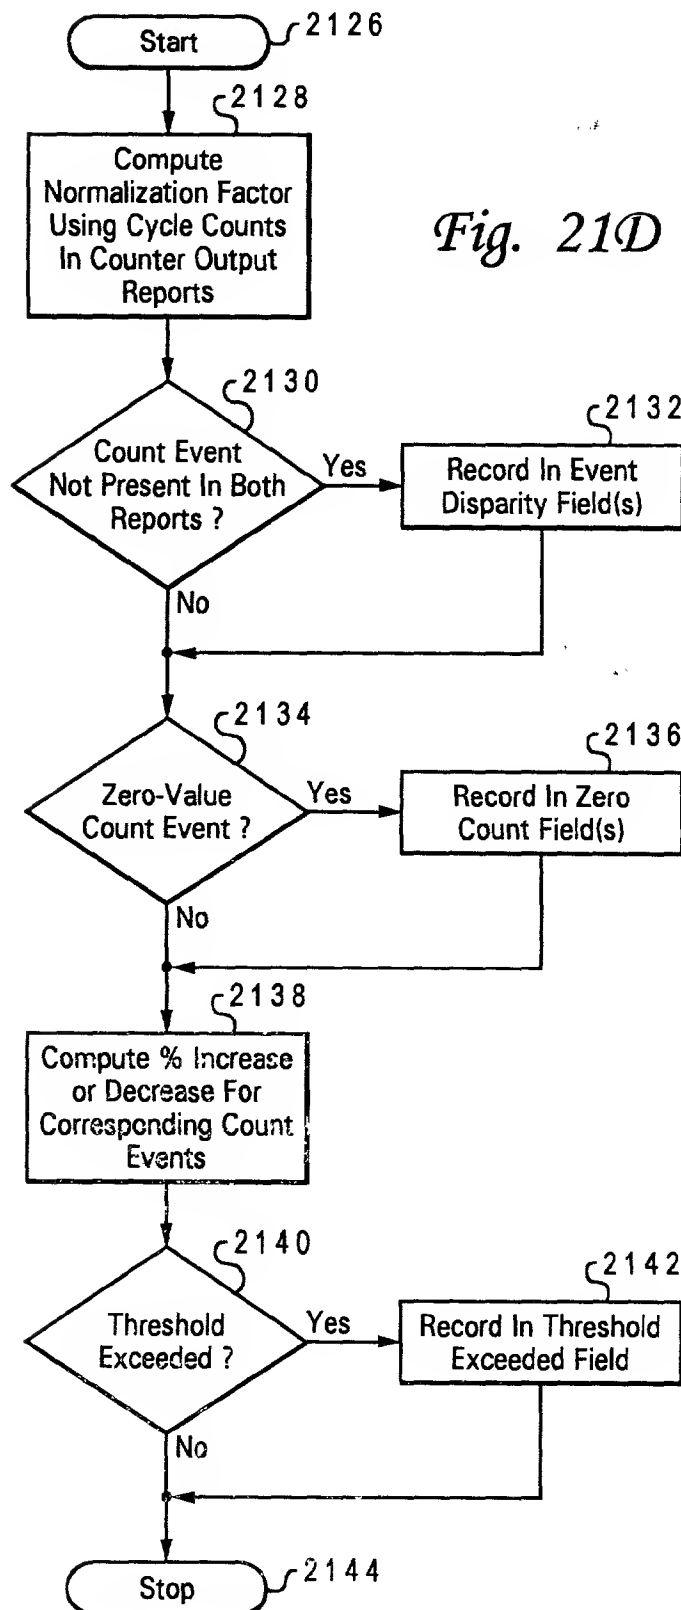 Start
2126
2128
Compute
Normalization Factor
Using Cycle Counts
In Counter Output
Reports
Fig. 21D
2130
Count Event
Not Present In Both
Reports ?
Yes
2132
Record In Event
Disparity Field(s)
No
2134
Zero-Value
Count Event ?
Yes
2136
Record In Zero
Count Field(s)
No
2138
Compute % Increase
or Decrease For
Corresponding Count
Events
2140
Threshold
Exceeded ?
Yes
2142
Record In Threshold
Exceeded Field
No
Stop
2144